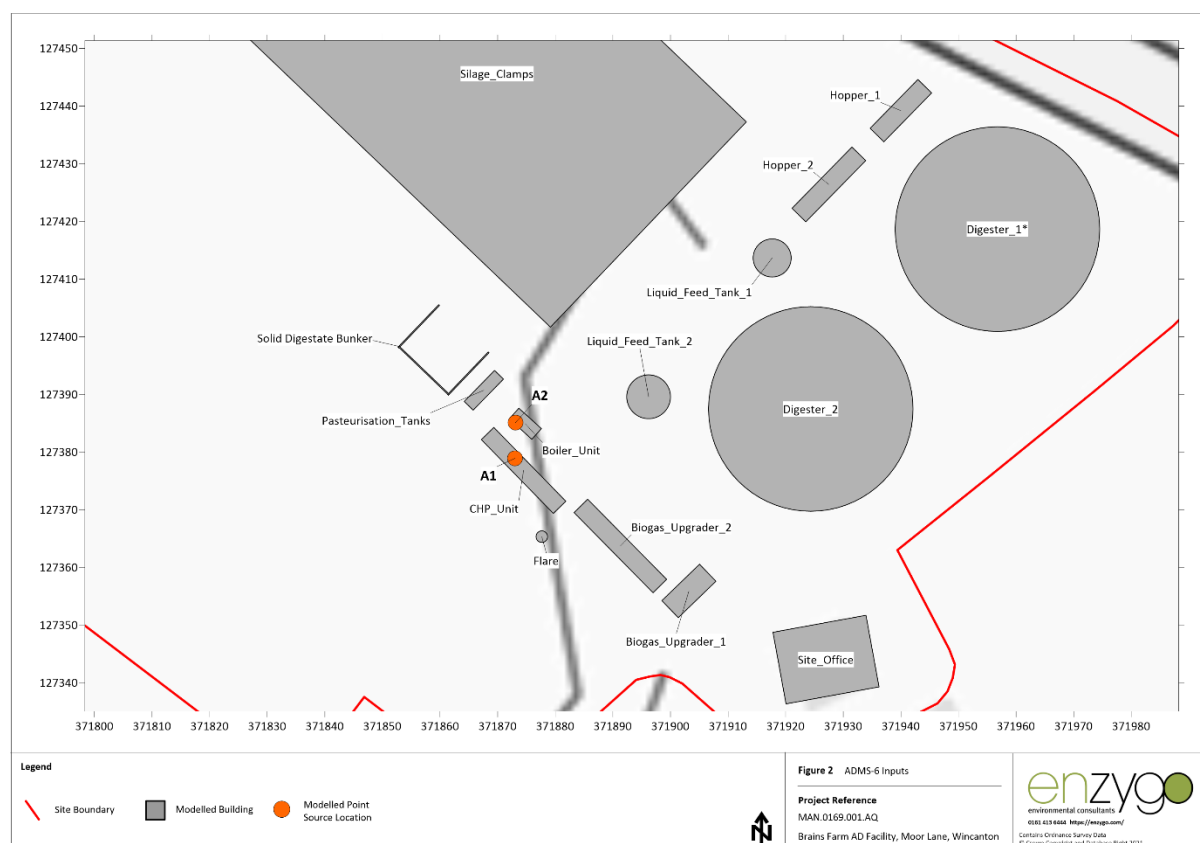 127450
127440
127430
127420
127410
127400
127390
127380
127370
127360
127350
127340
Silage_Clamps
Hopper_1
Hopper_2
Digester_1*
Liquid_Feed_Tank_1
Solid Digestate Bunker
Liquid_Feed_Tank_2
Pasteurisation_Tanks
A2
Digester_2
Boiler_Unit
A1
CHP_Unit
Biogas_Upgrader_2
Flare
Biogas_Upgrader_1
Site_Office
371800 371810 371820 371830 371840 371850 371860 371870 371880 371890 371900 371910 371920 371930 371940 371950 371960 371970 371980
Legend
Site Boundary
Modelled Building
Modelled Point
Source Location
N
Figure 2 ADMS-6 Inputs
Project Reference
MAN.0169.001.AQ
Brains Farm AD Facility, Moor Lane, Wincanton
enzygo
environmental consultants
0161 413 6444 https://enzygo.com/
Contains Ordnance Survey Data